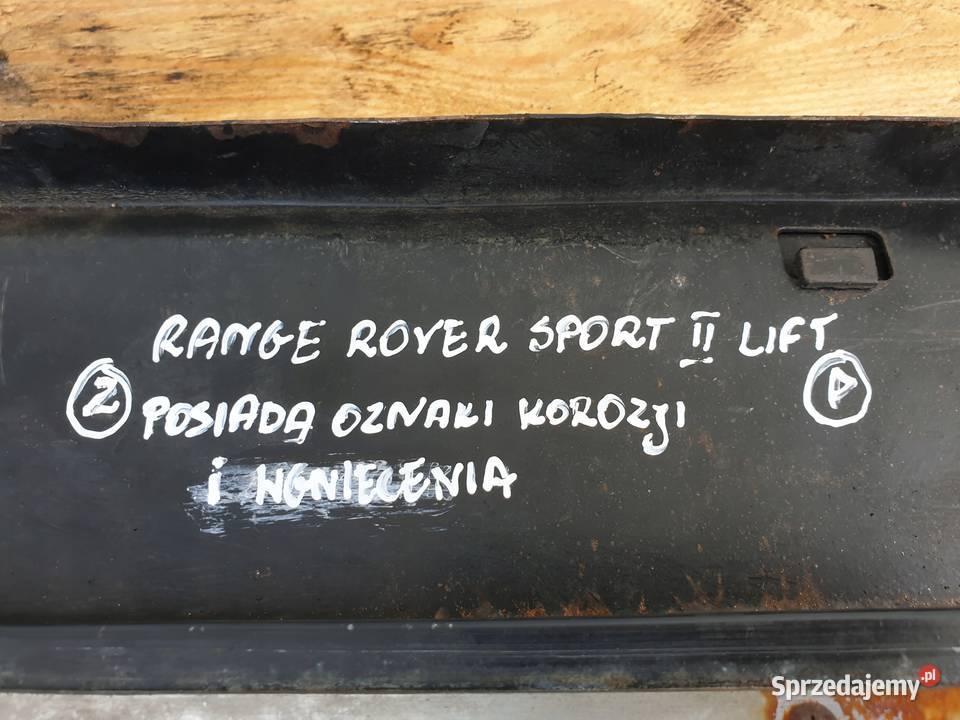 RANGE ROVER SPORT II LIFT
Z POSIADA OZNAKI KOROZJI P
i WGNIECENIA
Sprzedajemy.pl